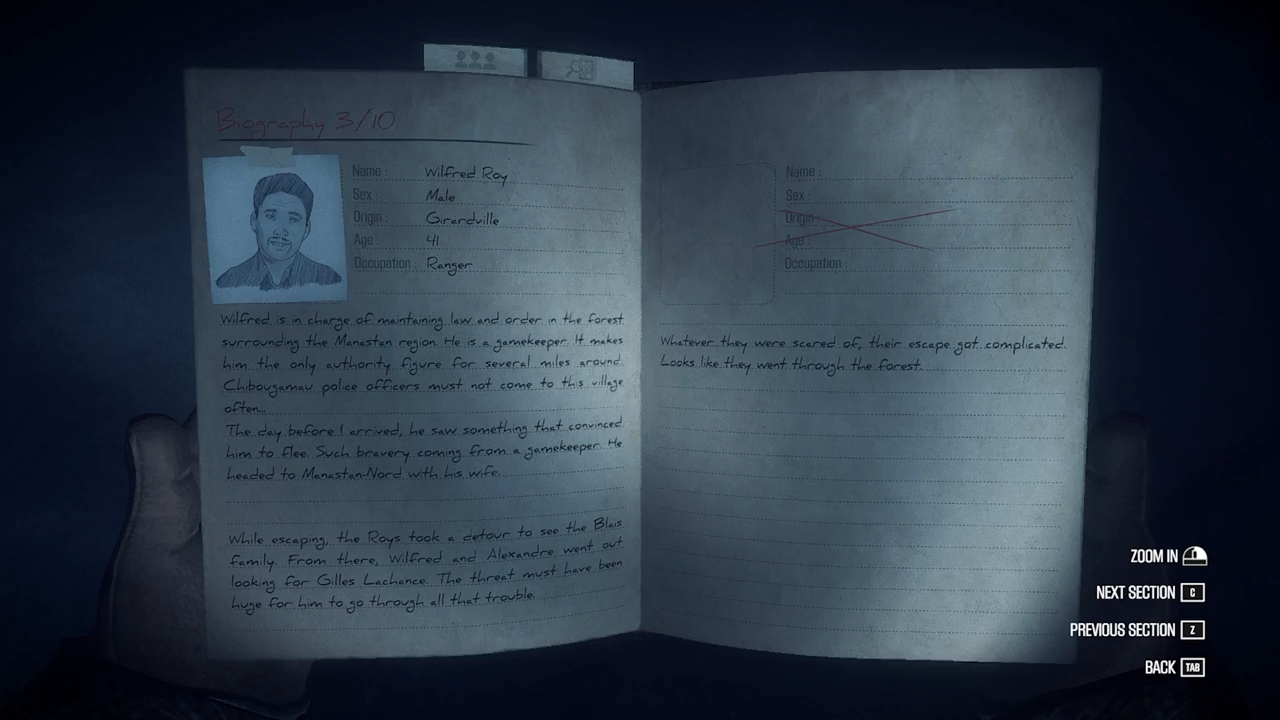 Biography 3/10
Name : Wilfred Roy
Sex : Male
Origin : Girardville
Age : 41
Occupation : Ranger
Wilfred is in charge of maintaining law and order in the forest
surrounding the Manastan region. He is a gamekeeper. It makes
him the only authority figure for several miles around.
Chibougamau police officers must not come to this village
often...
The day before I arrived, he saw something that convinced
him to flee. Such bravery coming from a gamekeeper. He
headed to Manastan-Nord with his wife.
While escaping, the Roys took a detour to see the Blais
family. From there, Wilfred and Alexandre went out
looking for Gilles Lachance. The threat must have been
huge for him to go through all that trouble.
Name :
Sex :
Origin
Age :
Occupation :
Whatever they were scared of, their escape got complicated.
Looks like they went through the forest.
ZOOM IN
NEXT SECTION C
PREVIOUS SECTION Z
BACK TAB